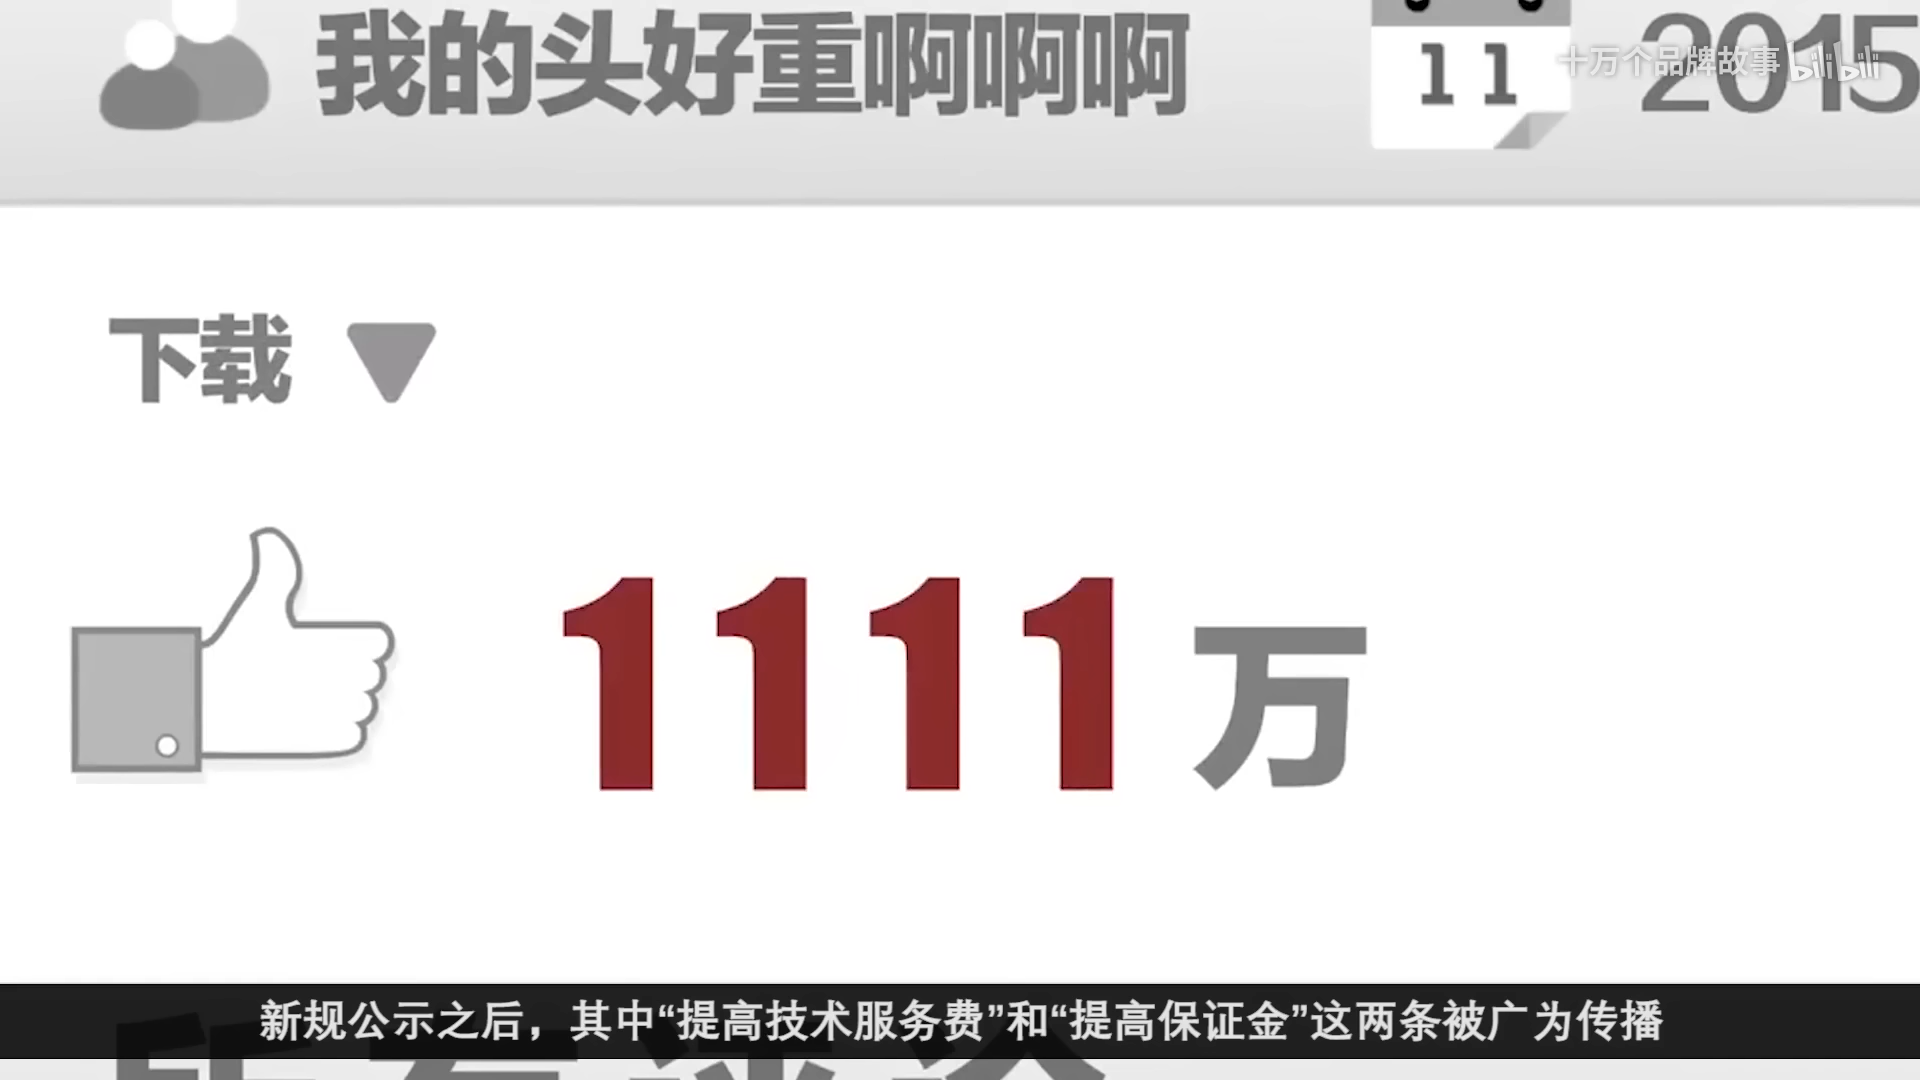 我的头好重啊啊啊
11
2015
十万个品牌故事 bilibili
下载
1111万
新规公示之后，其中“提高技术服务费”和“提高保证金”这两条被广为传播